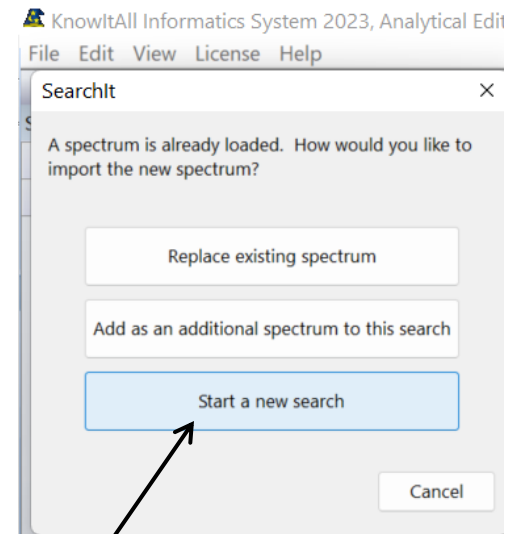 KnowItAll Informatics System 2023, Analytical Edit
File Edit View License Help
SearchIt
A spectrum is already loaded. How would you like to
import the new spectrum?
Replace existing spectrum
Add as an additional spectrum to this search
Start a new search
Cancel